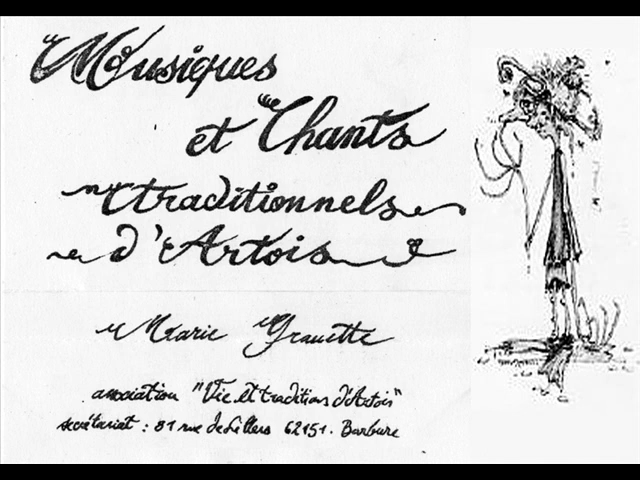 Musiques
et Chants
traditionnels
d'Artois
Marie Grauette
association "Vie et traditions d'Artois"
secrétariat : 81 rue de Lillers 62151. Burbure